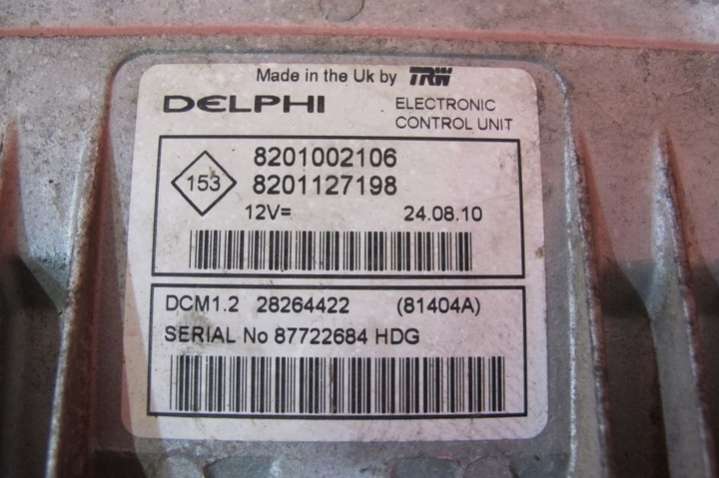 Made in the Uk by TRW
DELPHI ELECTRONIC
CONTROL UNIT
153
8201002106
8201127198
12V= 24.08.10
DCM1.2 28264422 (81404A)
SERIAL No 87722684 HDG